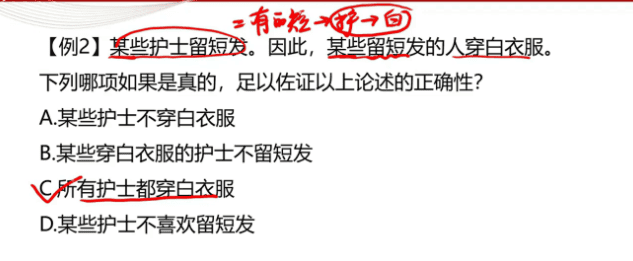 =有的短→护→白
【例2】某些护士留短发。因此，某些留短发的人穿白衣服。
下列哪项如果是真的，足以佐证以上论述的正确性？
A.某些护士不穿白衣服
B.某些穿白衣服的护士不留短发
C.所有护士都穿白衣服
D.某些护士不喜欢留短发